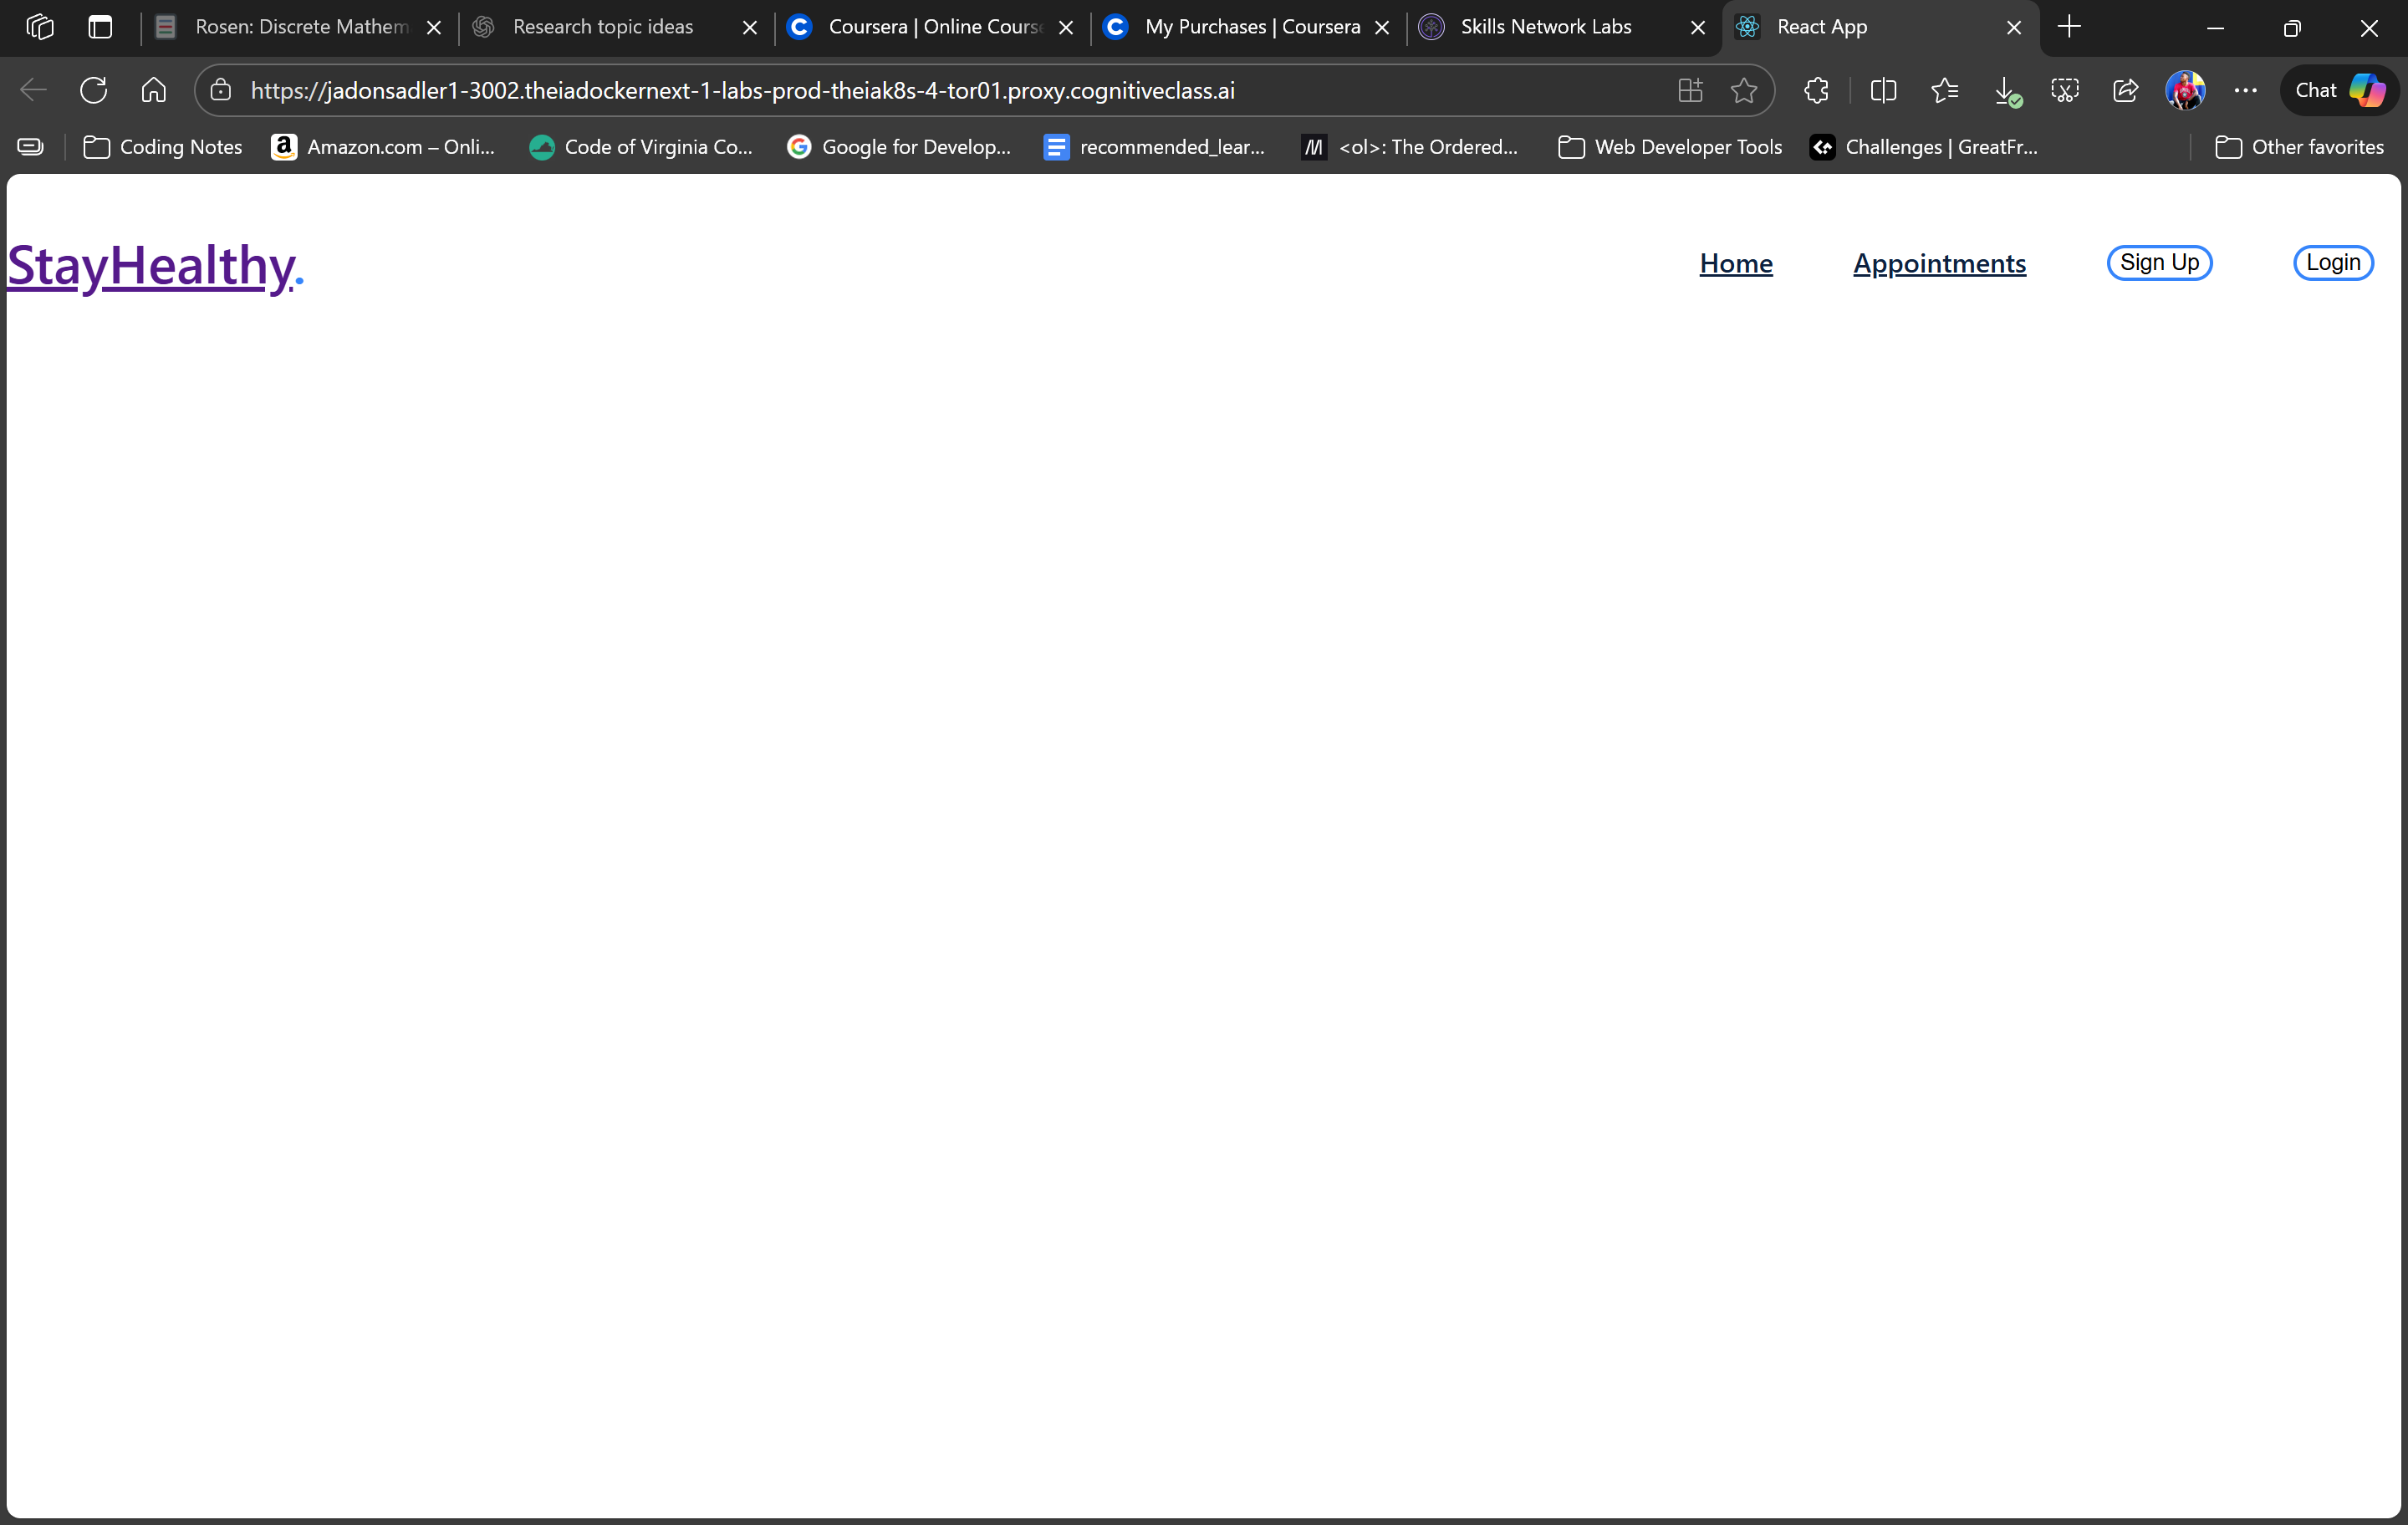 Rosen: Discrete Mathem
Research topic ideas
Coursera | Online Course
My Purchases | Coursera
Skills Network Labs
React App
https://jadonsadler1-3002.theiadockernext-1-labs-prod-theiak8s-4-tor01.proxy.cognitiveclass.ai
Chat
Coding Notes
Amazon.com – Onli...
Code of Virginia Co...
Google for Develop...
recommended_lear...
<ol>: The Ordered...
Web Developer Tools
Challenges | GreatFr...
Other favorites
StayHealthy.
Home
Appointments
Sign Up
Login